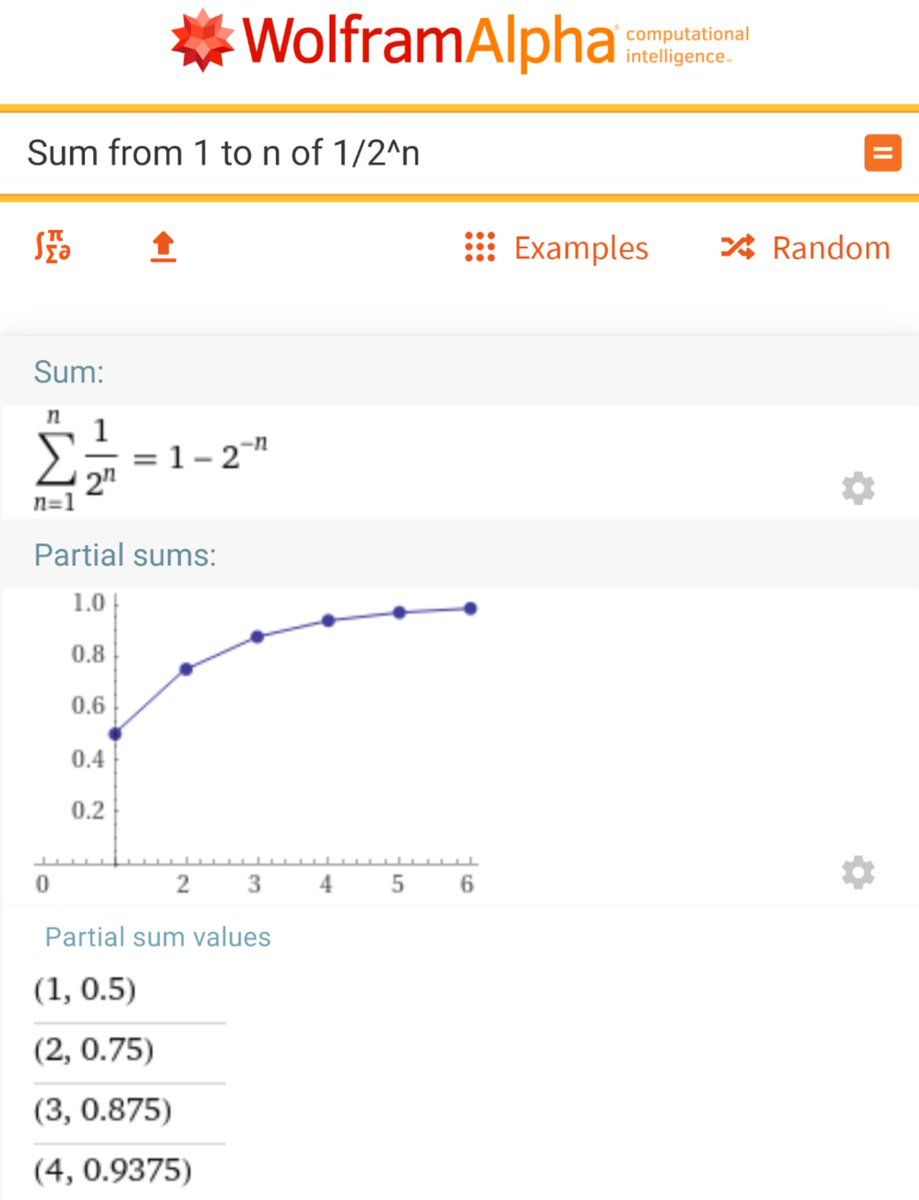 WolframAlpha computational intelligence.
Sum from 1 to n of 1/2^n
=
∫π Σ∂ Examples Random
Sum:
∑_{n=1}^{n} 1/2^n = 1 − 2^{−n}
Partial sums:
1.0
0.8
0.6
0.4
0.2
0 2 3 4 5 6
Partial sum values
(1, 0.5)
(2, 0.75)
(3, 0.875)
(4, 0.9375)